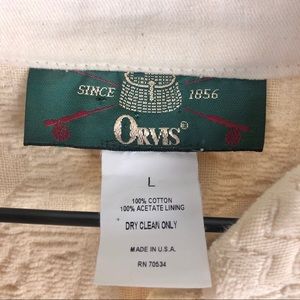 SINCE 1856
ORVIS®
L
100% COTTON
100% ACETATE LINING
DRY CLEAN ONLY
MADE IN U.S.A.
RN 70534